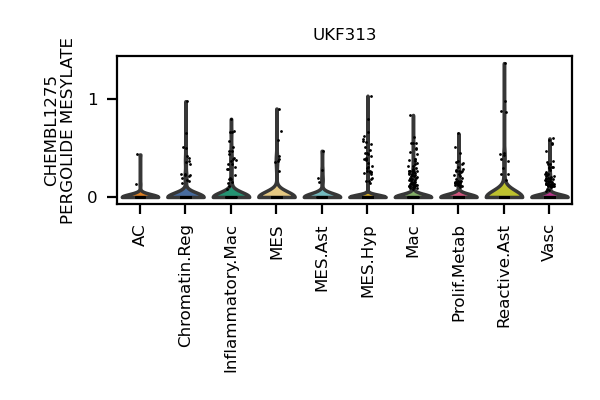 UKF313
CHEMBL1275
PERGOLIDE MESYLATE
1
0
AC
Chromatin.Reg
Inflammatory.Mac
MES
MES.Ast
MES.Hyp
Mac
Prolif.Metab
Reactive.Ast
Vasc